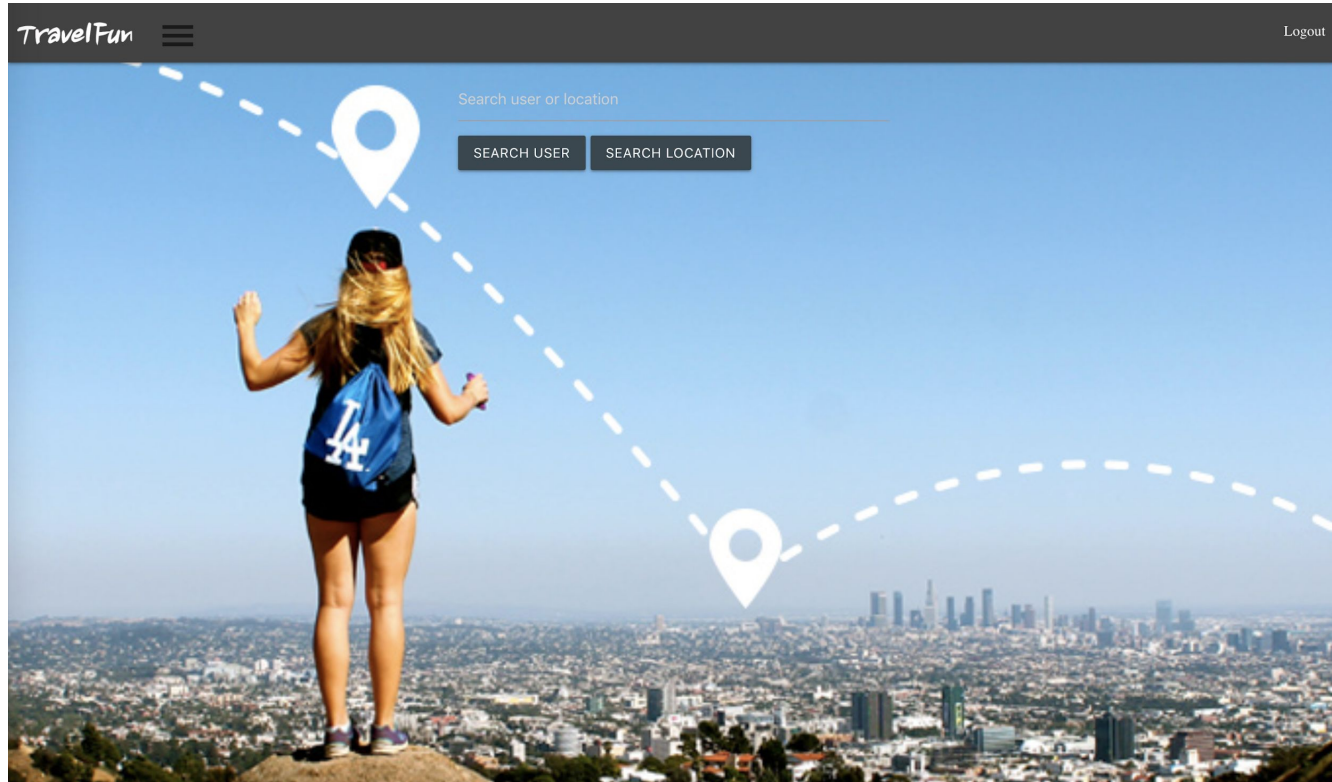 TravelFun
Logout
Search user or location
SEARCH USER SEARCH LOCATION
LA